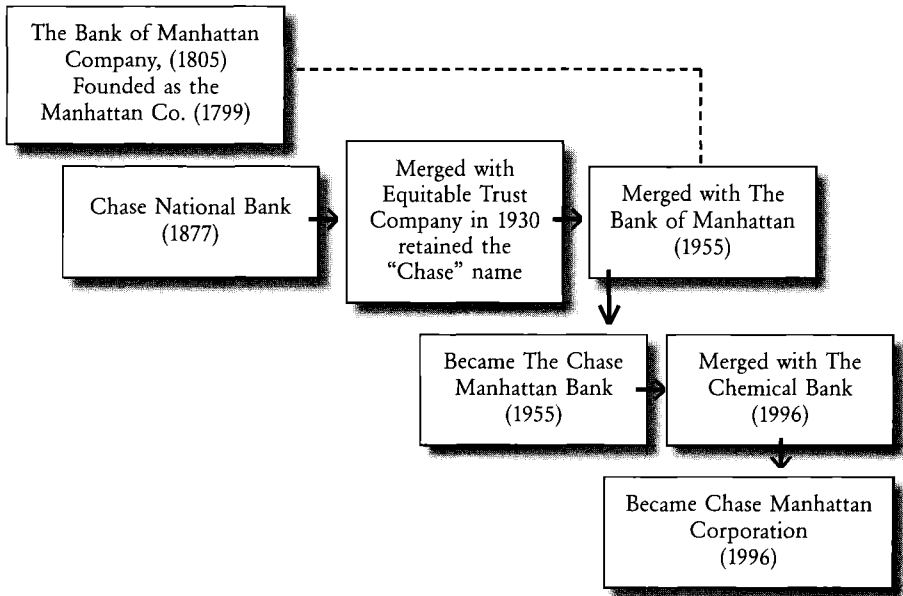 The Bank of Manhattan
Company, (1805)
Founded as the
Manhattan Co. (1799)
Chase National Bank
(1877)
Merged with
Equitable Trust
Company in 1930
retained the
“Chase” name
Merged with The
Bank of Manhattan
(1955)
Became The Chase
Manhattan Bank
(1955)
Merged with The
Chemical Bank
(1996)
Became Chase Manhattan
Corporation
(1996)